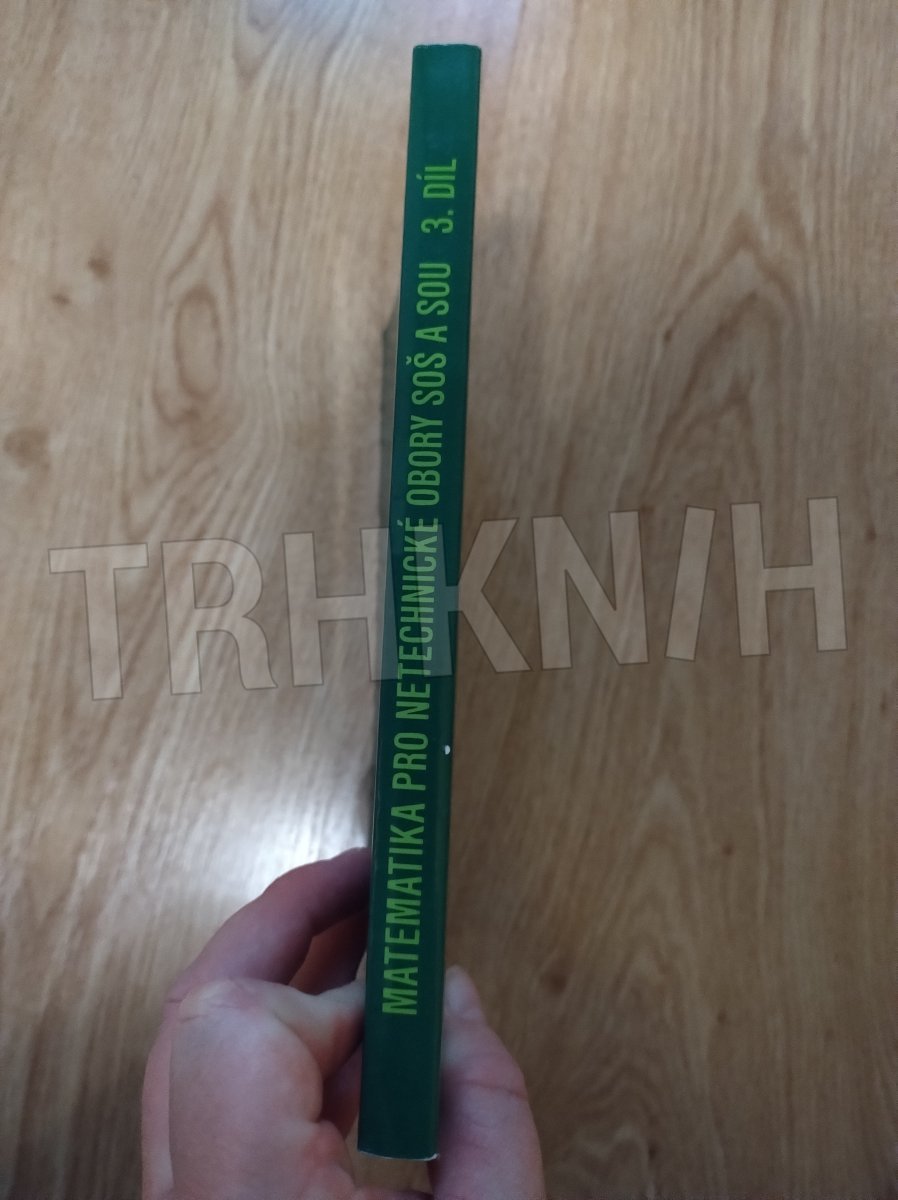 MATEMATIKA PRO NETECHNICKÉ OBORY SOŠ A SOU 3. DÍL
TRHKNIH